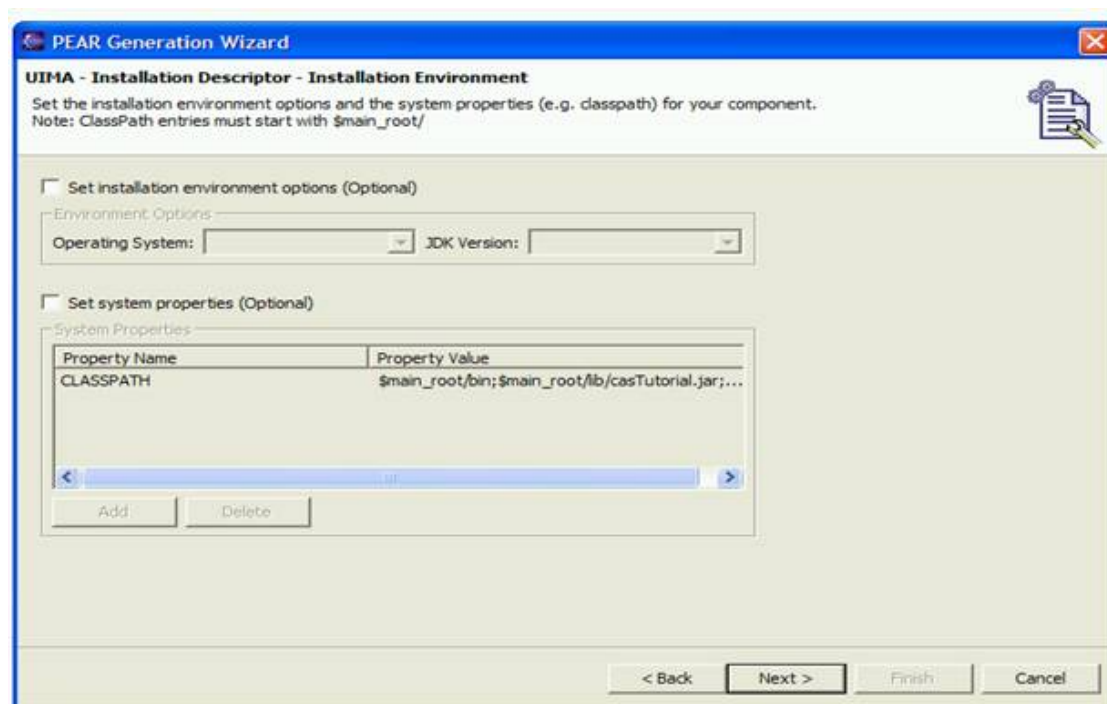 PEAR Generation Wizard
UIMA - Installation Descriptor - Installation Environment
Set the installation environment options and the system properties (e.g. classpath) for your component.
Note: ClassPath entries must start with $main_root/
Set installation environment options (Optional)
Environment Options
Operating System: JDK Version:
Set system properties (Optional)
System Properties
Property Name Property Value
CLASSPATH $main_root/bin;$main_root/lib/casTutorial.jar;...
Add Delete
< Back Next > Finish Cancel